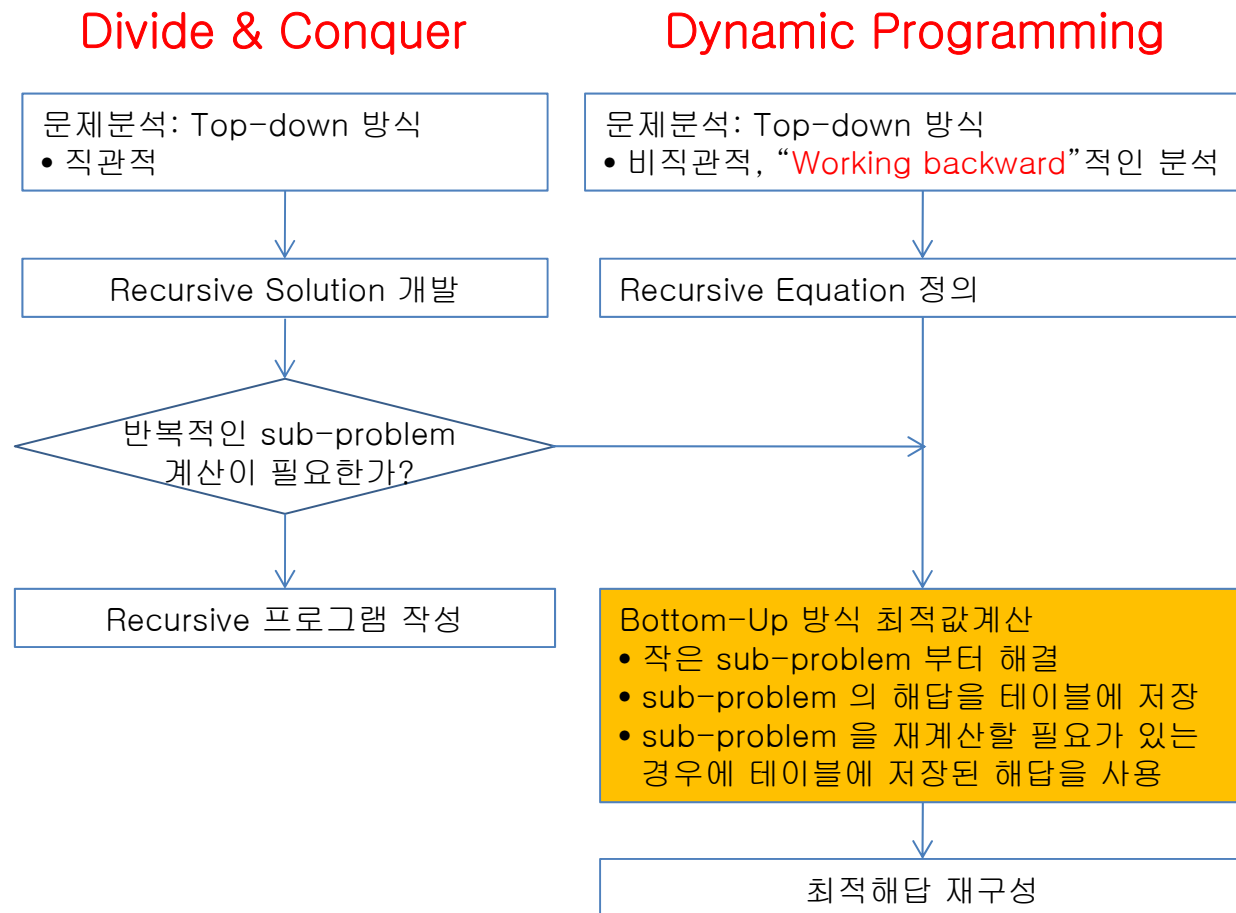 Divide & Conquer
문제분석: Top-down 방식
• 직관적
Recursive Solution 개발
반복적인 sub-problem
계산이 필요한가?
Recursive 프로그램 작성
Dynamic Programming
문제분석: Top-down 방식
• 비직관적, “Working backward”적인 분석
Recursive Equation 정의
Bottom-Up 방식 최적값계산
• 작은 sub-problem 부터 해결
• sub-problem 의 해답을 테이블에 저장
• sub-problem 을 재계산할 필요가 있는
경우에 테이블에 저장된 해답을 사용
최적해답 재구성